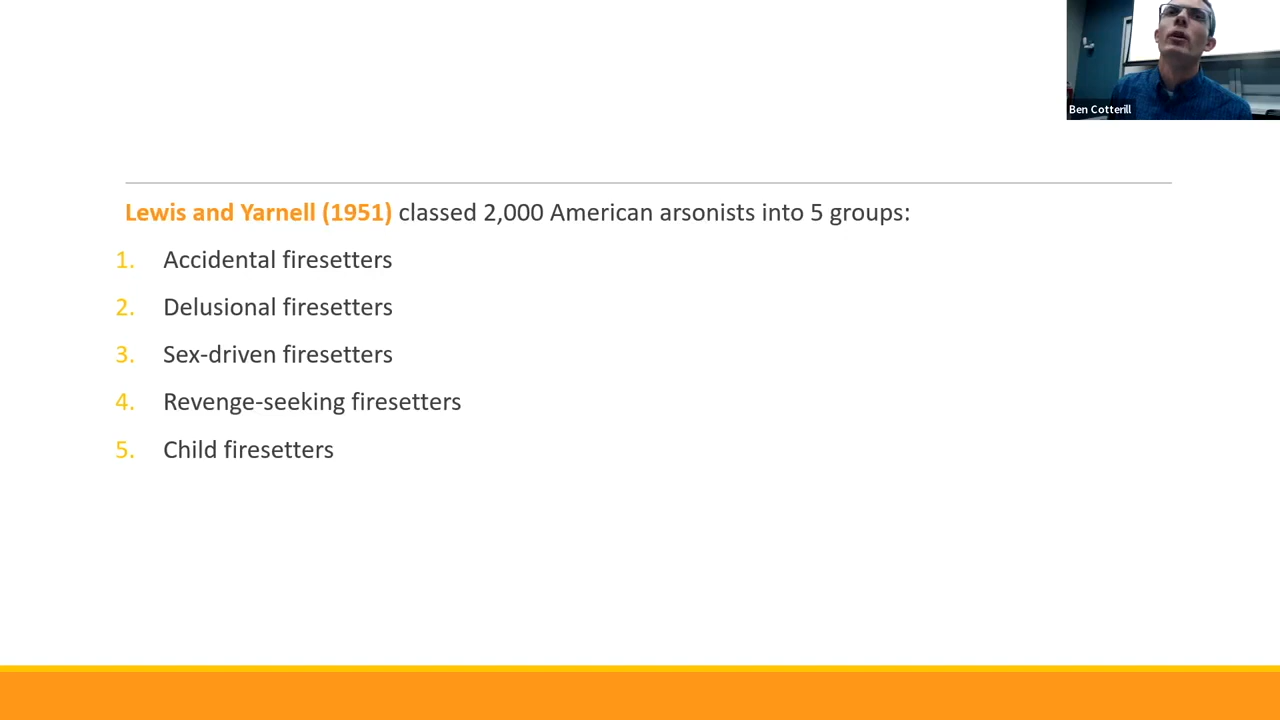 Ben Cotterill
Lewis and Yarnell (1951) classed 2,000 American arsonists into 5 groups:
1. Accidental firesetters
2. Delusional firesetters
3. Sex-driven firesetters
4. Revenge-seeking firesetters
5. Child firesetters